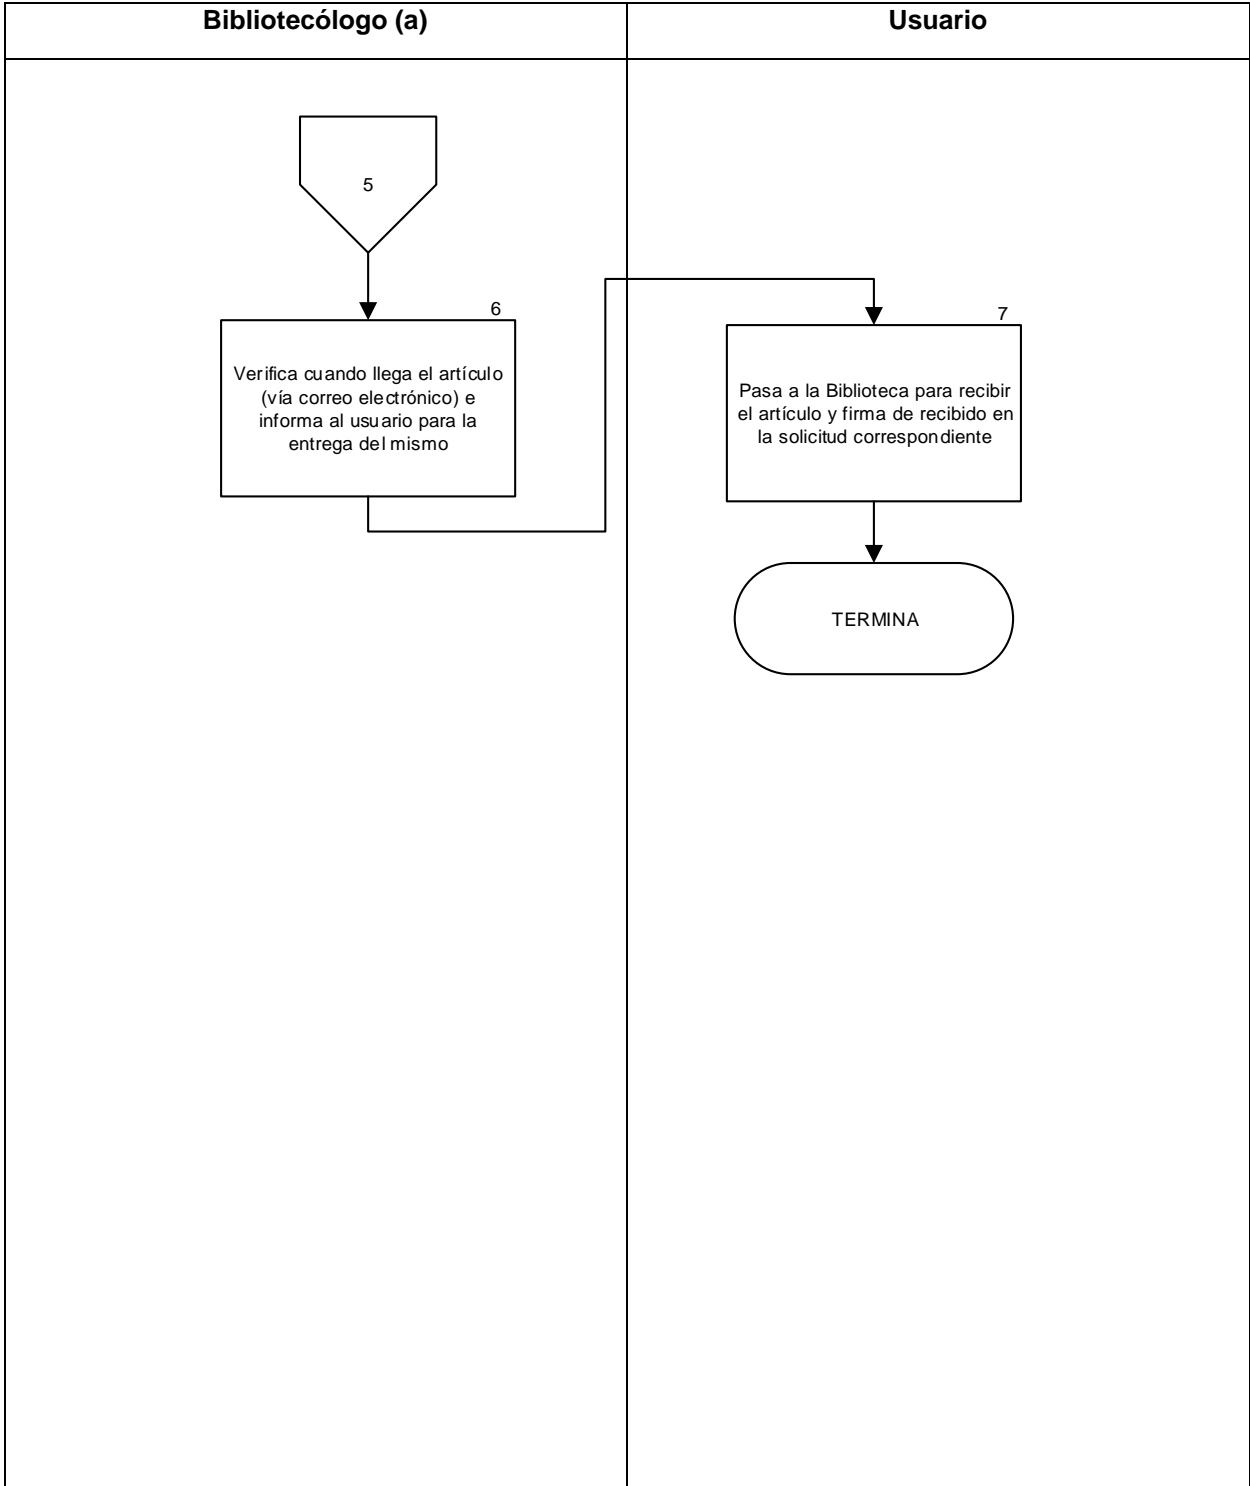 Bibliotecólogo (a)
Usuario
5
6
Verifica cuando llega el artículo
(vía correo electrónico) e
informa al usuario para la
entrega del mismo
7
Pasa a la Biblioteca para recibir
el artículo y firma de recibido en
la solicitud correspondiente
TERMINA